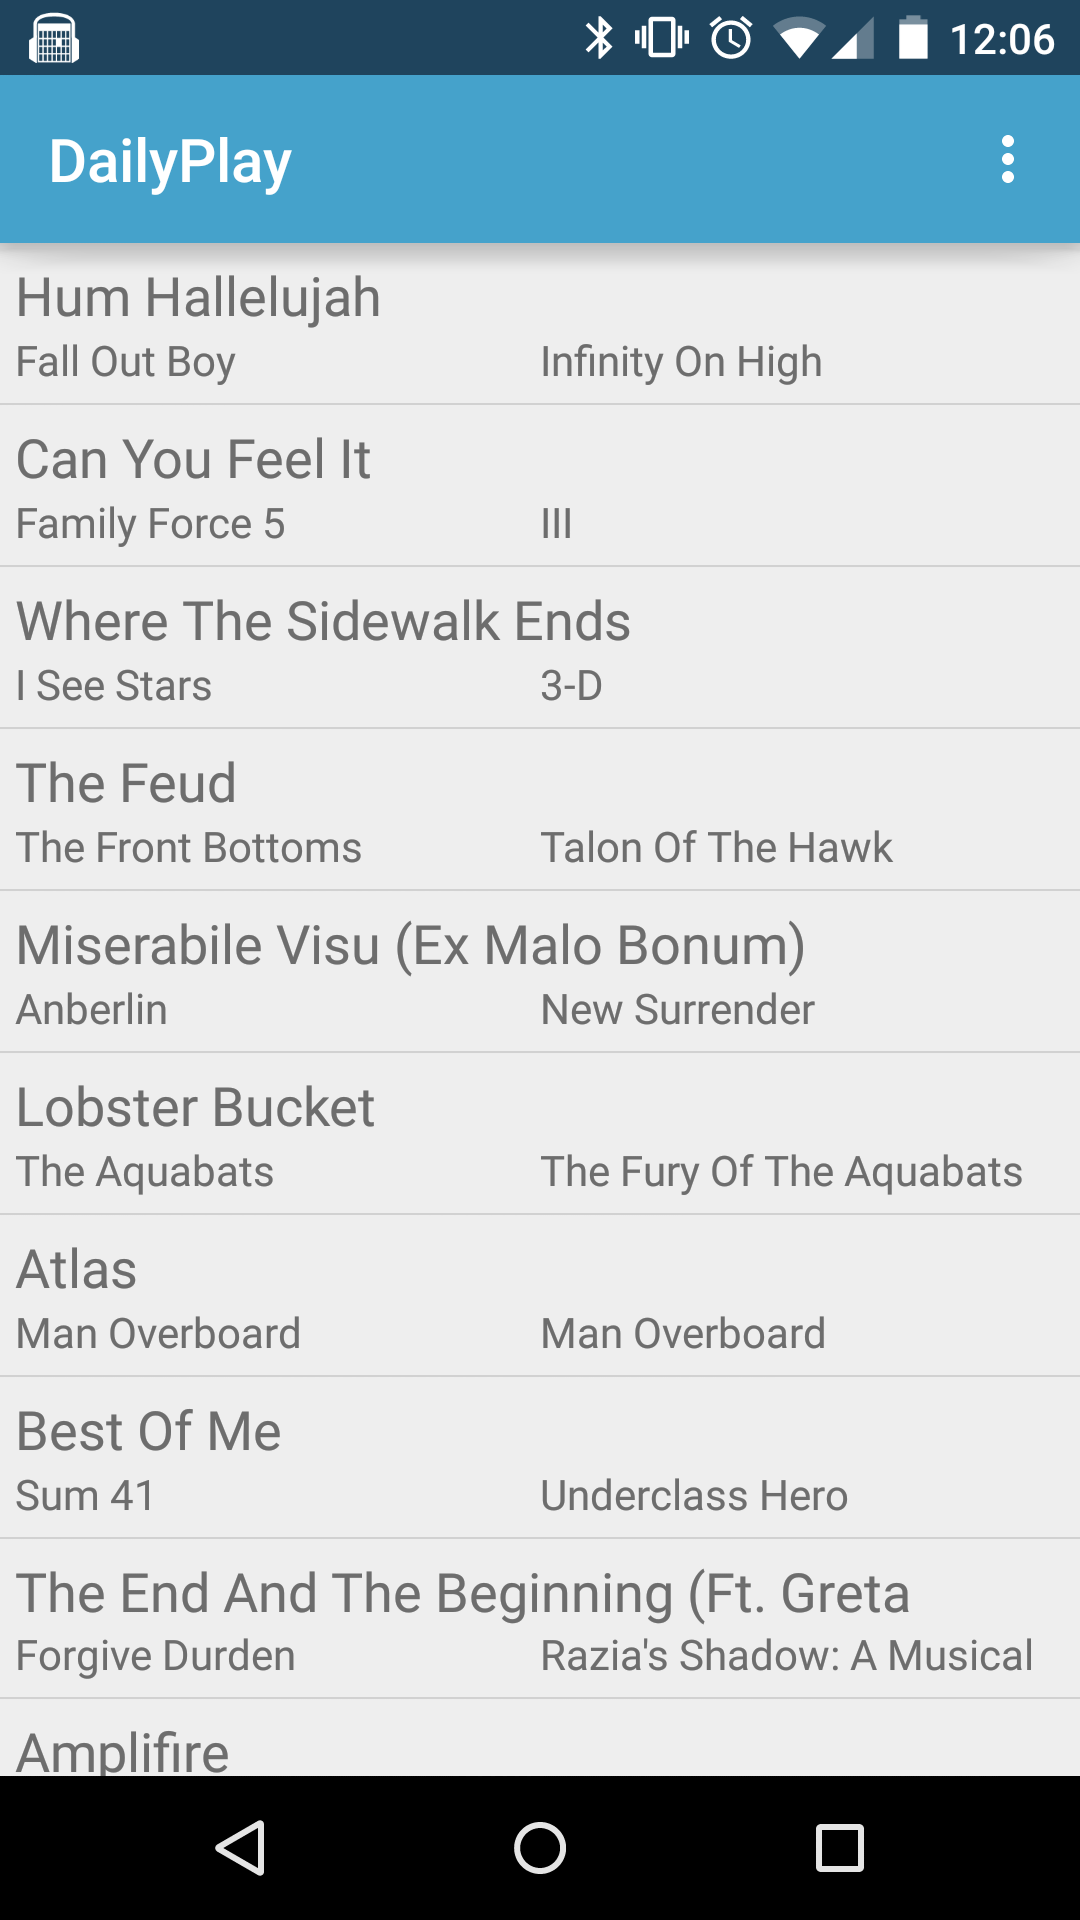 12:06
DailyPlay
Hum Hallelujah
Fall Out Boy Infinity On High
Can You Feel It
Family Force 5 III
Where The Sidewalk Ends
I See Stars 3-D
The Feud
The Front Bottoms Talon Of The Hawk
Miserabile Visu (Ex Malo Bonum)
Anberlin New Surrender
Lobster Bucket
The Aquabats The Fury Of The Aquabats
Atlas
Man Overboard Man Overboard
Best Of Me
Sum 41 Underclass Hero
The End And The Beginning (Ft. Greta
Forgive Durden Razia's Shadow: A Musical
Amplifire